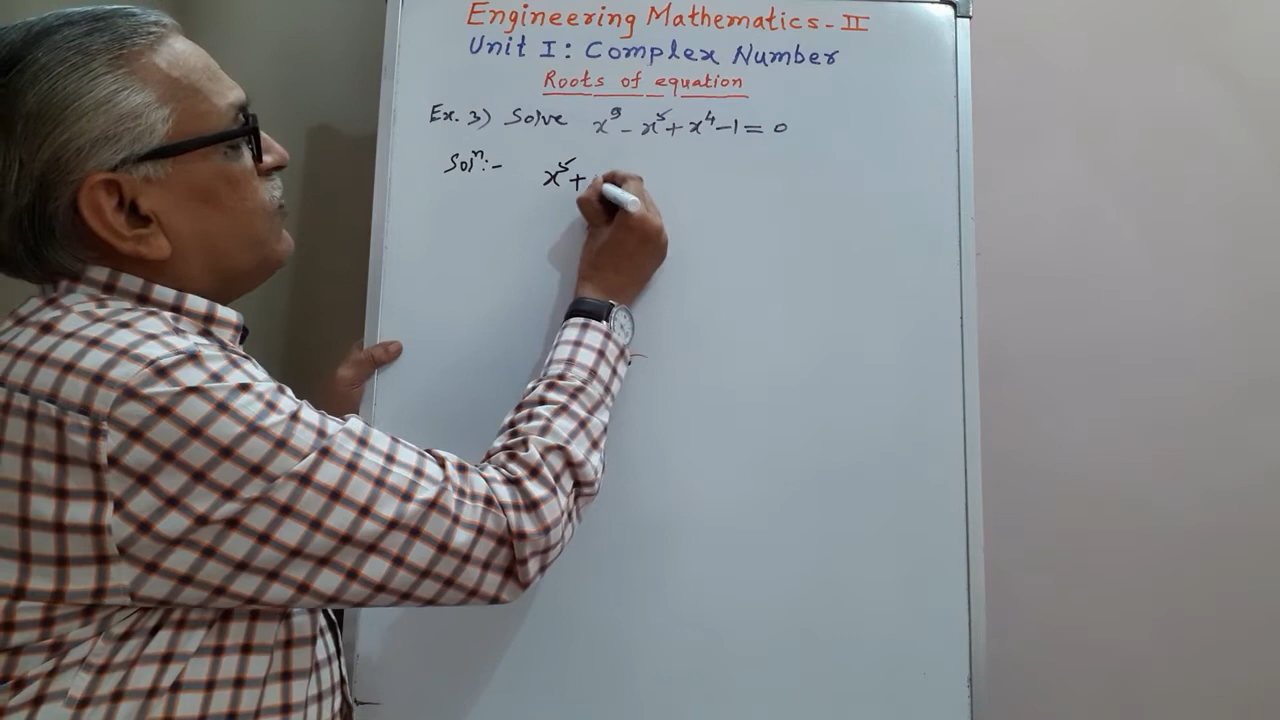 Engineering Mathematics - II
Unit I : Complex Number
Roots of equation
Ex. 3) Solve x⁹ - x⁵ + x⁴ - 1 = 0
Solⁿ:- x⁵ +